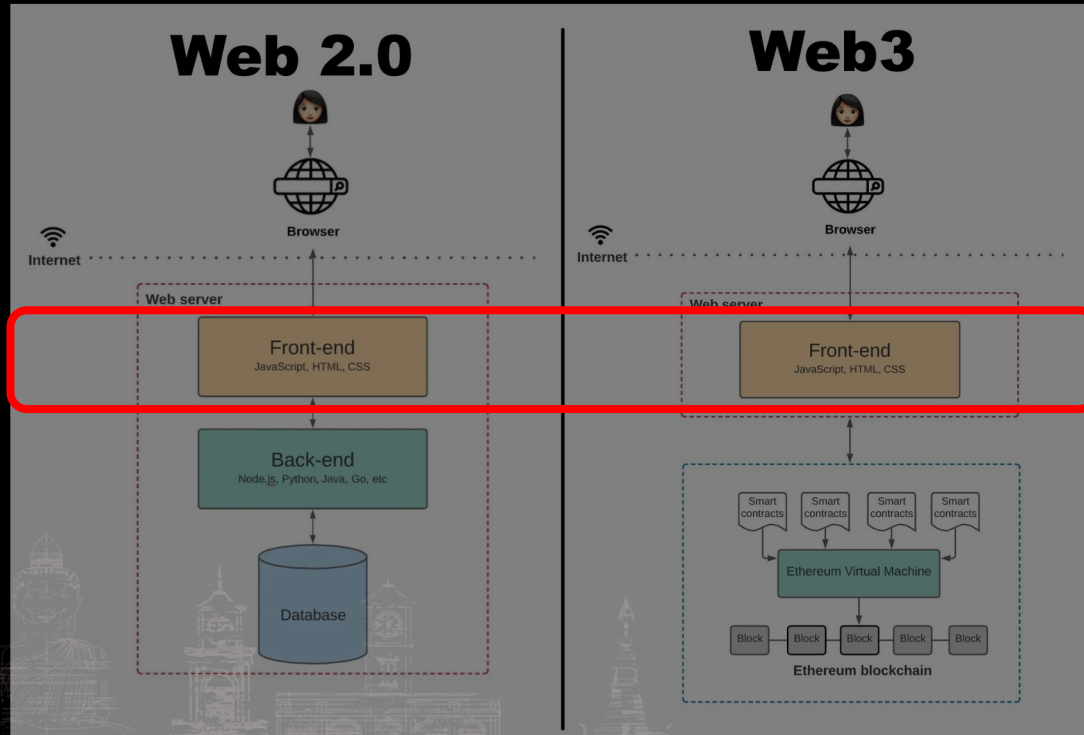 Web 2.0
Browser
Internet
Web server
Front-end
JavaScript, HTML, CSS
Back-end
Node.js, Python, Java, Go, etc
Database
Web3
Browser
Internet
Web server
Front-end
JavaScript, HTML, CSS
Smart
contracts
Smart
contracts
Smart
contracts
Smart
contracts
Ethereum Virtual Machine
Block
Block
Block
Block
Block
Ethereum blockchain